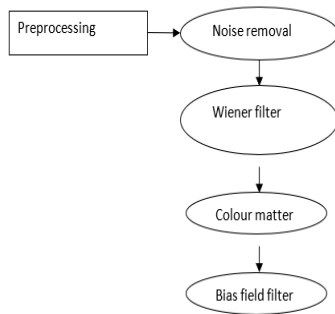 Preprocessing
Noise removal
Wiener filter
Colour matter
Bias field filter